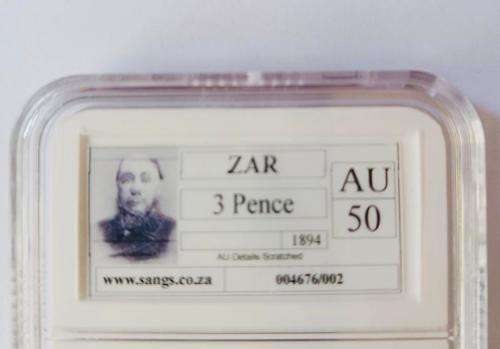 ZAR
3 Pence
1894
AU
50
AU Details Scratched
www.sangs.co.za
004676/002